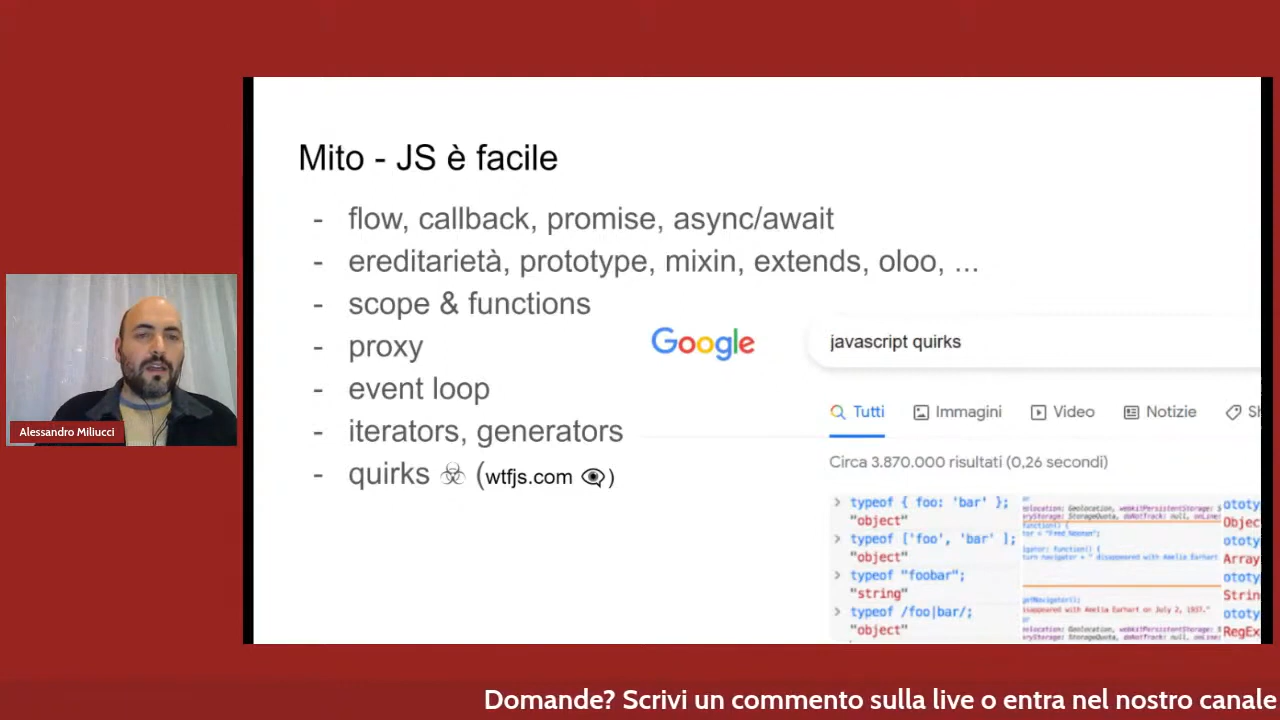 Mito - JS è facile
- flow, callback, promise, async/await
- ereditarietà, prototype, mixin, extends, oloo, ...
- scope & functions
- proxy
- event loop
- iterators, generators
- quirks ☣ (wtfjs.com 👁‍🗨)
Google
javascript quirks
Tutti Immagini Video Notizie
Circa 3.870.000 risultati (0,26 secondi)
> typeof { foo: 'bar' };
"object"
> typeof ['foo', 'bar' ];
"object"
> typeof "foobar";
"string"
> typeof /foo|bar/;
"object"
Alessandro Miliucci
Domande? Scrivi un commento sulla live o entra nel nostro canale